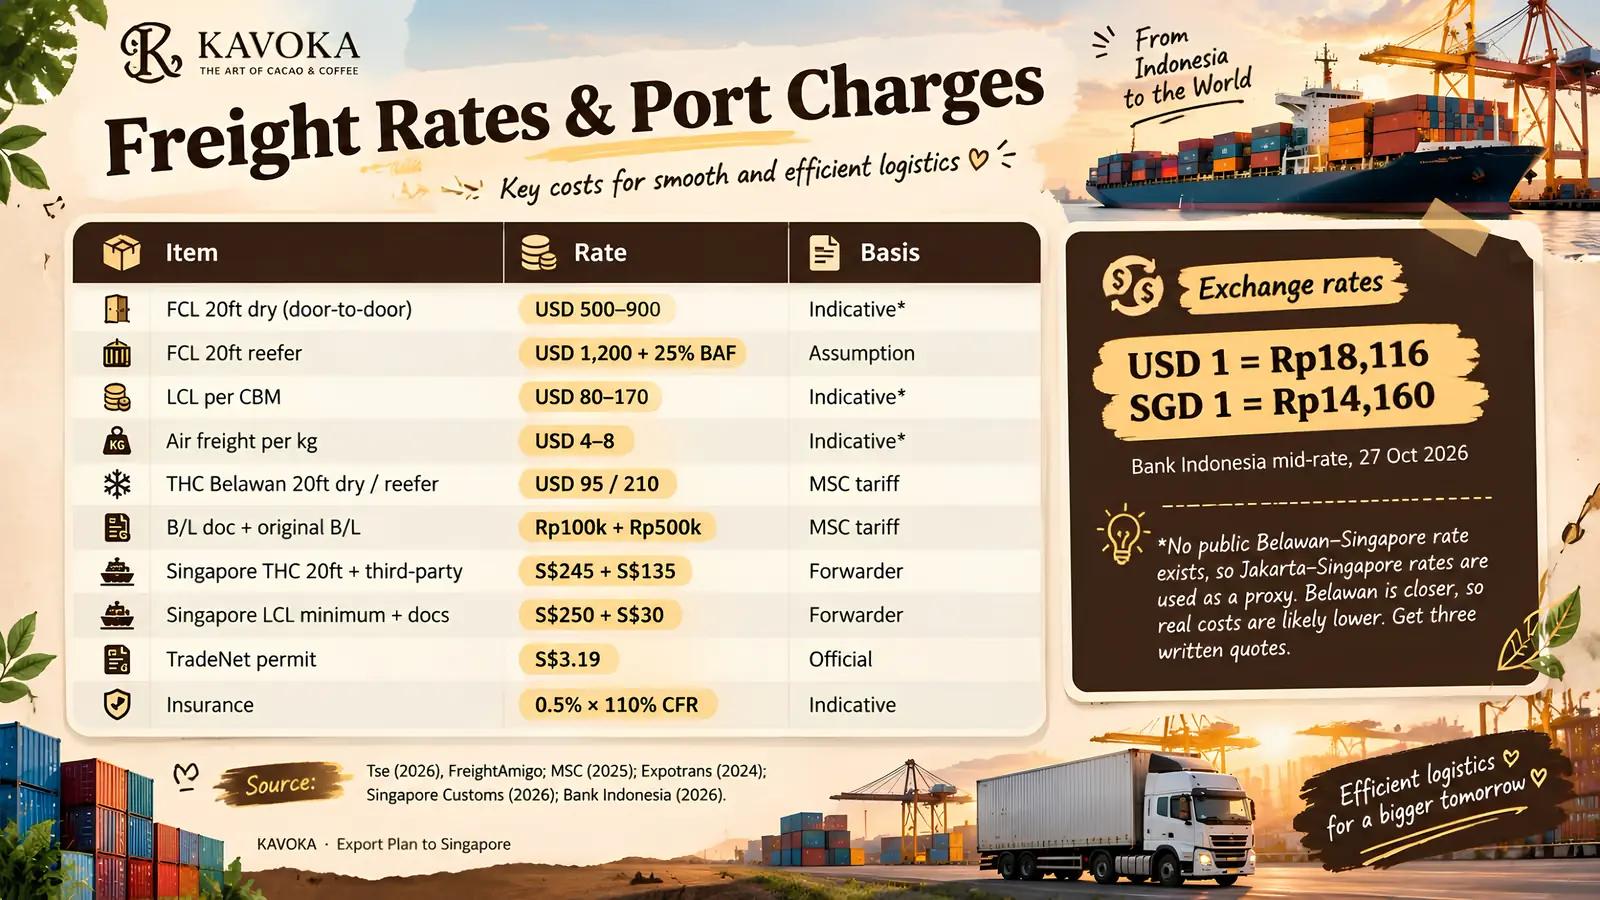 KAVOKA
THE ART OF CACAO & COFFEE
Freight Rates & Port Charges
Key costs for smooth and efficient logistics
From
Indonesia
to the World
Item Rate Basis
FCL 20ft dry (door-to-door) USD 500–900 Indicative*
FCL 20ft reefer USD 1,200 + 25% BAF Assumption
LCL per CBM USD 80–170 Indicative*
KG Air freight per kg USD 4–8 Indicative*
THC Belawan 20ft dry / reefer USD 95 / 210 MSC tariff
B/L doc + original B/L Rp100k + Rp500k MSC tariff
Singapore THC 20ft + third-party S$245 + S$135 Forwarder
Singapore LCL minimum + docs S$250 + S$30 Forwarder
TradeNet permit S$3.19 Official
Insurance 0.5% × 110% CFR Indicative
$ $ Exchange rates
USD 1 = Rp18,116
SGD 1 = Rp14,160
Bank Indonesia mid-rate, 27 Oct 2026
*No public Belawan–Singapore rate
exists, so Jakarta–Singapore rates are
used as a proxy. Belawan is closer, so
real costs are likely lower. Get three
written quotes.
Source:
Tse (2026), FreightAmigo; MSC (2025); Expotrans (2024);
Singapore Customs (2026); Bank Indonesia (2026).
KAVOKA · Export Plan to Singapore
Efficient logistics
for a bigger tomorrow